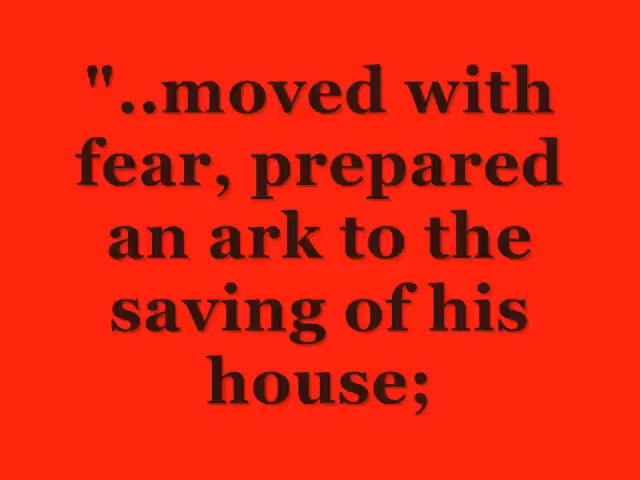 "..moved with
fear, prepared
an ark to the
saving of his
house;